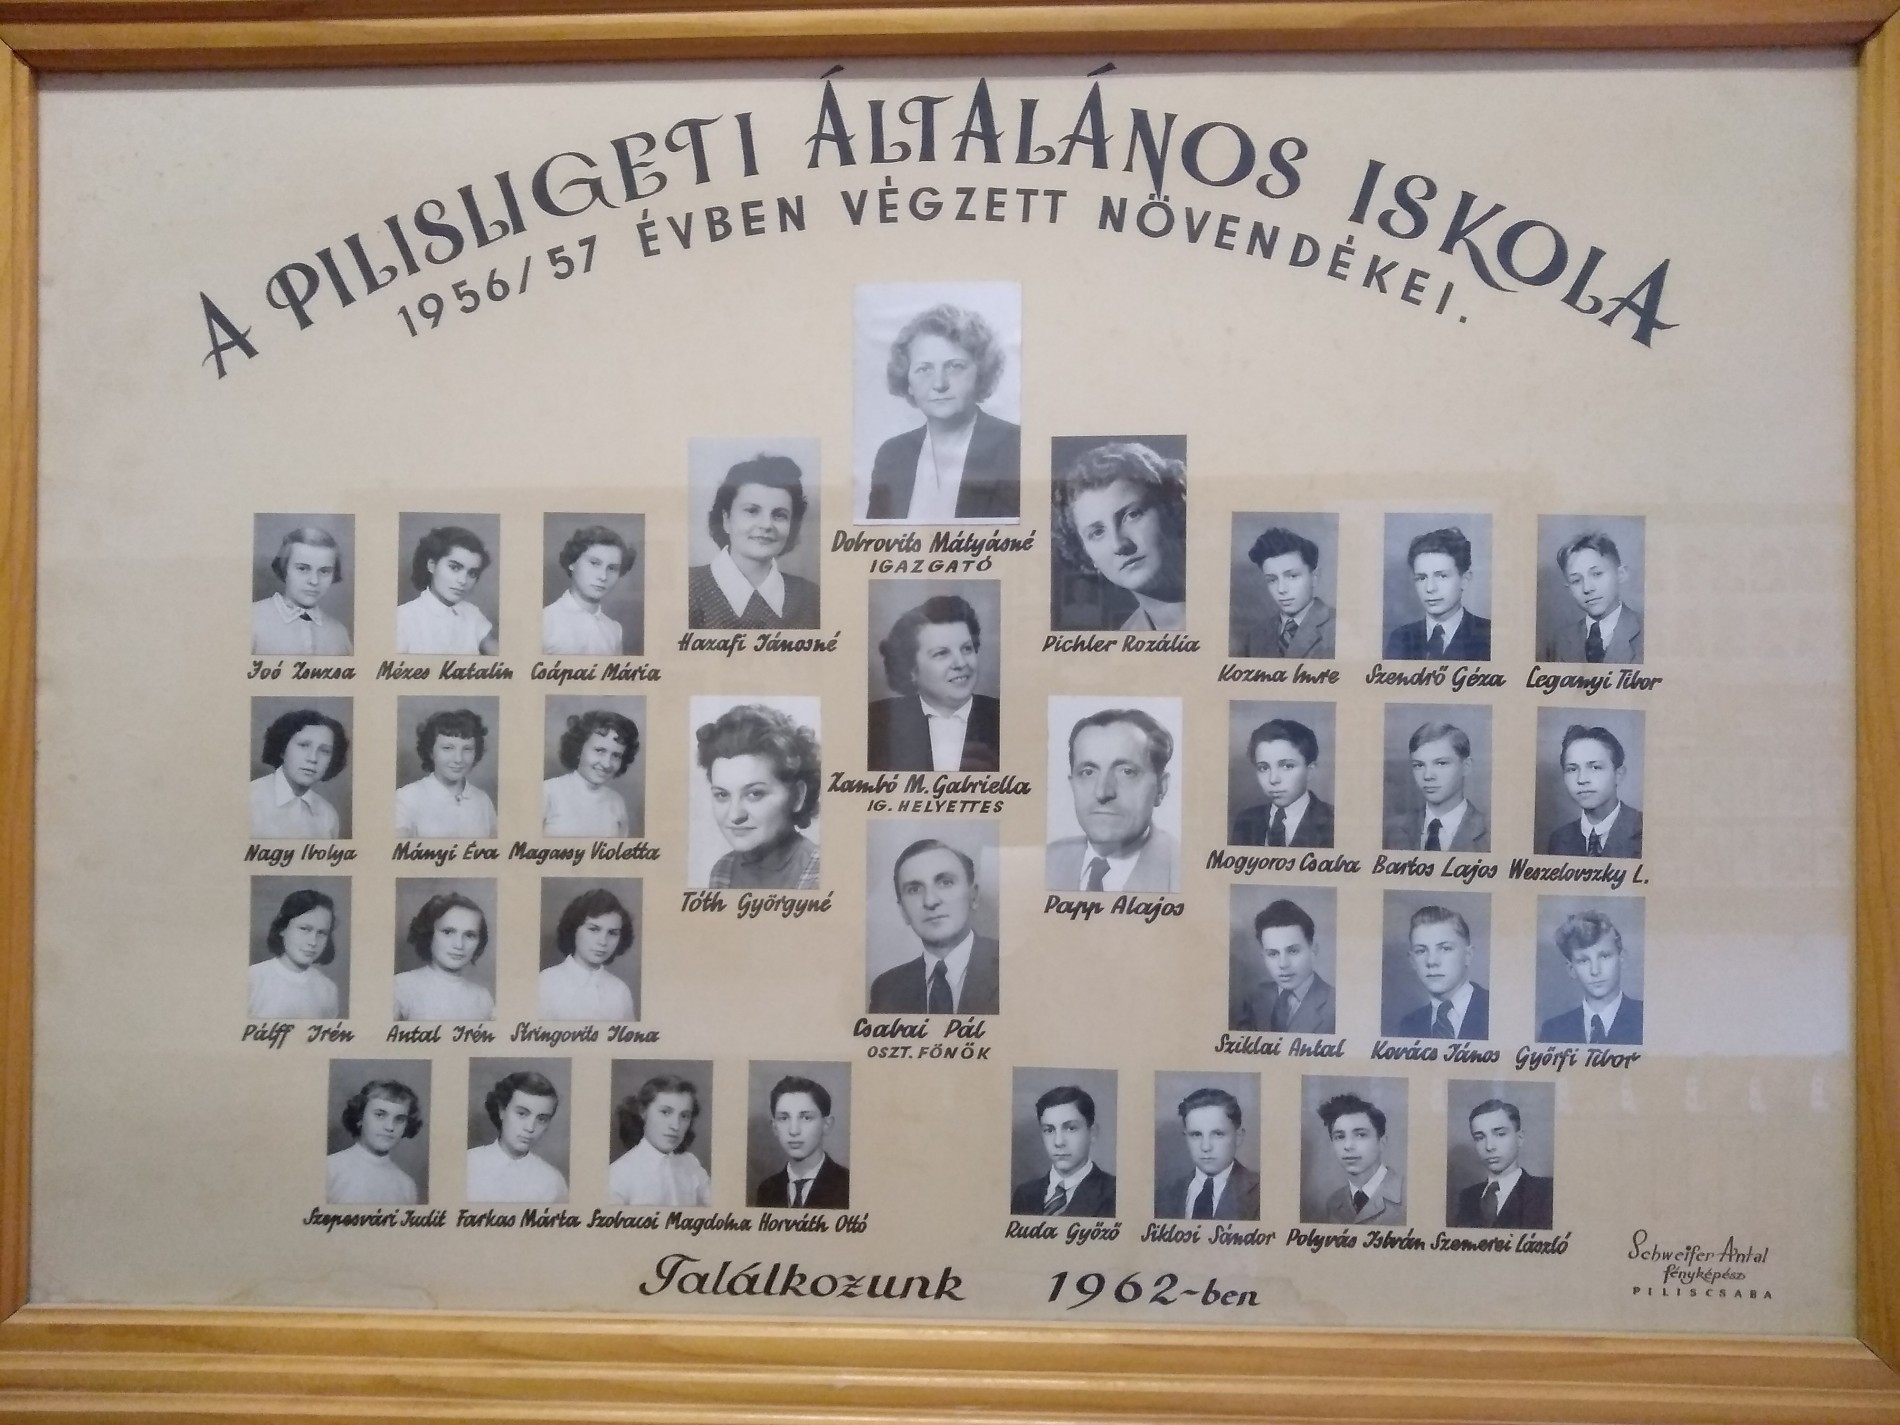 A PILISLIGETI ÁLTALÁNOS ISKOLA
1956/57 ÉVBEN VÉGZETT NÖVENDÉKEI.
Dobrovits Mátyásné
IGAZGATÓ
Hazafi Jánosné
Pichler Rozália
Joó Zsuzsa Mézes Katalin Csápai Mária
Kozma Imre Szendrő Géza Leganyi Tibor
Zambó M. Gabriella
IG. HELYETTES
Nagy Ibolya Mányi Éva Magassy Violetta
Mogyoros Csaba Bartos Lajos Weszelovszky L.
Tóth Györgyné
Papp Alajos
Pálff Irén Antal Irén Stringovits Ilona
Csabai Pál
OSZT. FÖNÖK
Sziklai Antal Kovács János Győrfi Tibor
Szepesvári Judit Farkas Márta Szobacsi Magdolna Horváth Ottó
Ruda Győző Siklosi Sándor Polyvás István Szemerei László
Találkozunk 1962-ben
Schweifer Antal
fényképész
PILISCSABA